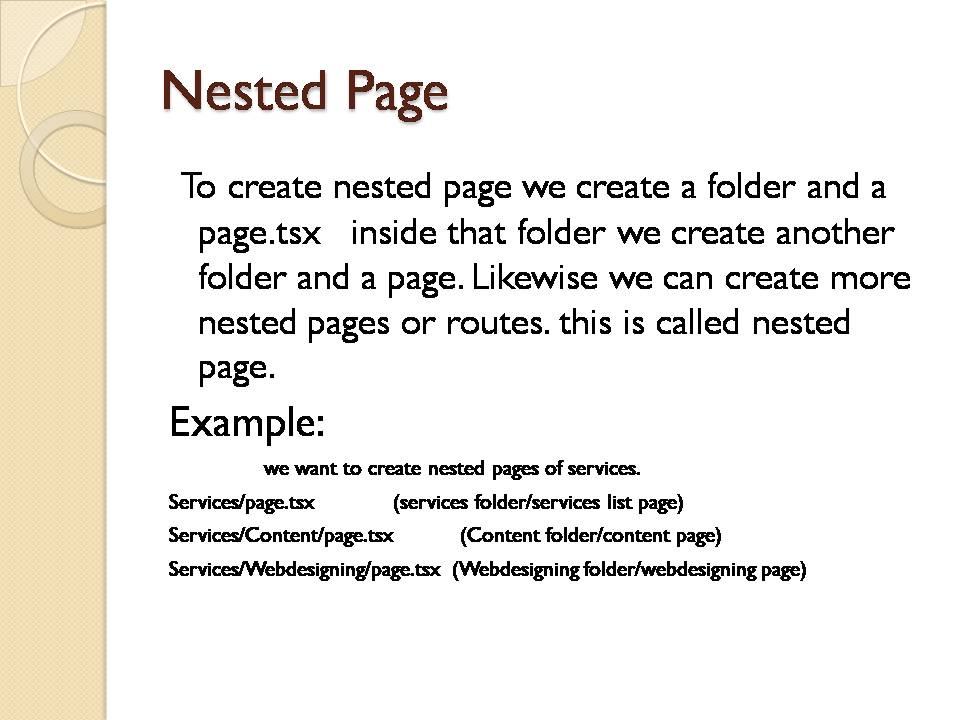 Nested Page
To create nested page we create a folder and a
page.tsx   inside that folder we create another
folder and a page. Likewise we can create more
nested pages or routes. this is called nested
page.
Example:
we want to create nested pages of services.
Services/page.tsx (services folder/services list page)
Services/Content/page.tsx (Content folder/content page)
Services/Webdesigning/page.tsx (Webdesigning folder/webdesigning page)